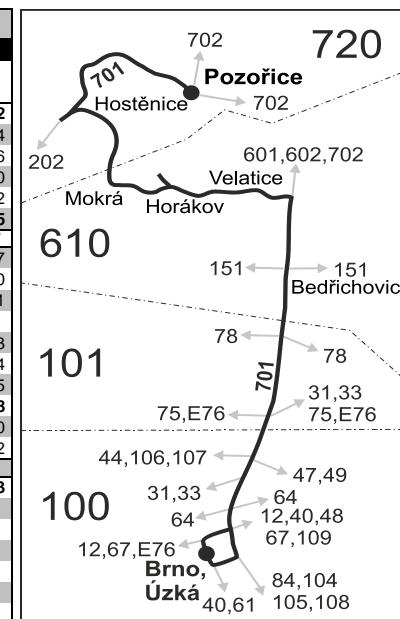 702
720
701
Pozořice
Hostěnice
702
202
601,602,702
Velatice
Mokrá
Horákov
610
151
151
Bedřichovic
78
101
78
701
31,33
75,E76
75,E76
44,106,107
47,49
31,33
64
100
64
12,40,48
67,109
12,67,E76
Brno,
Úzká
84,104
105,108
40,61